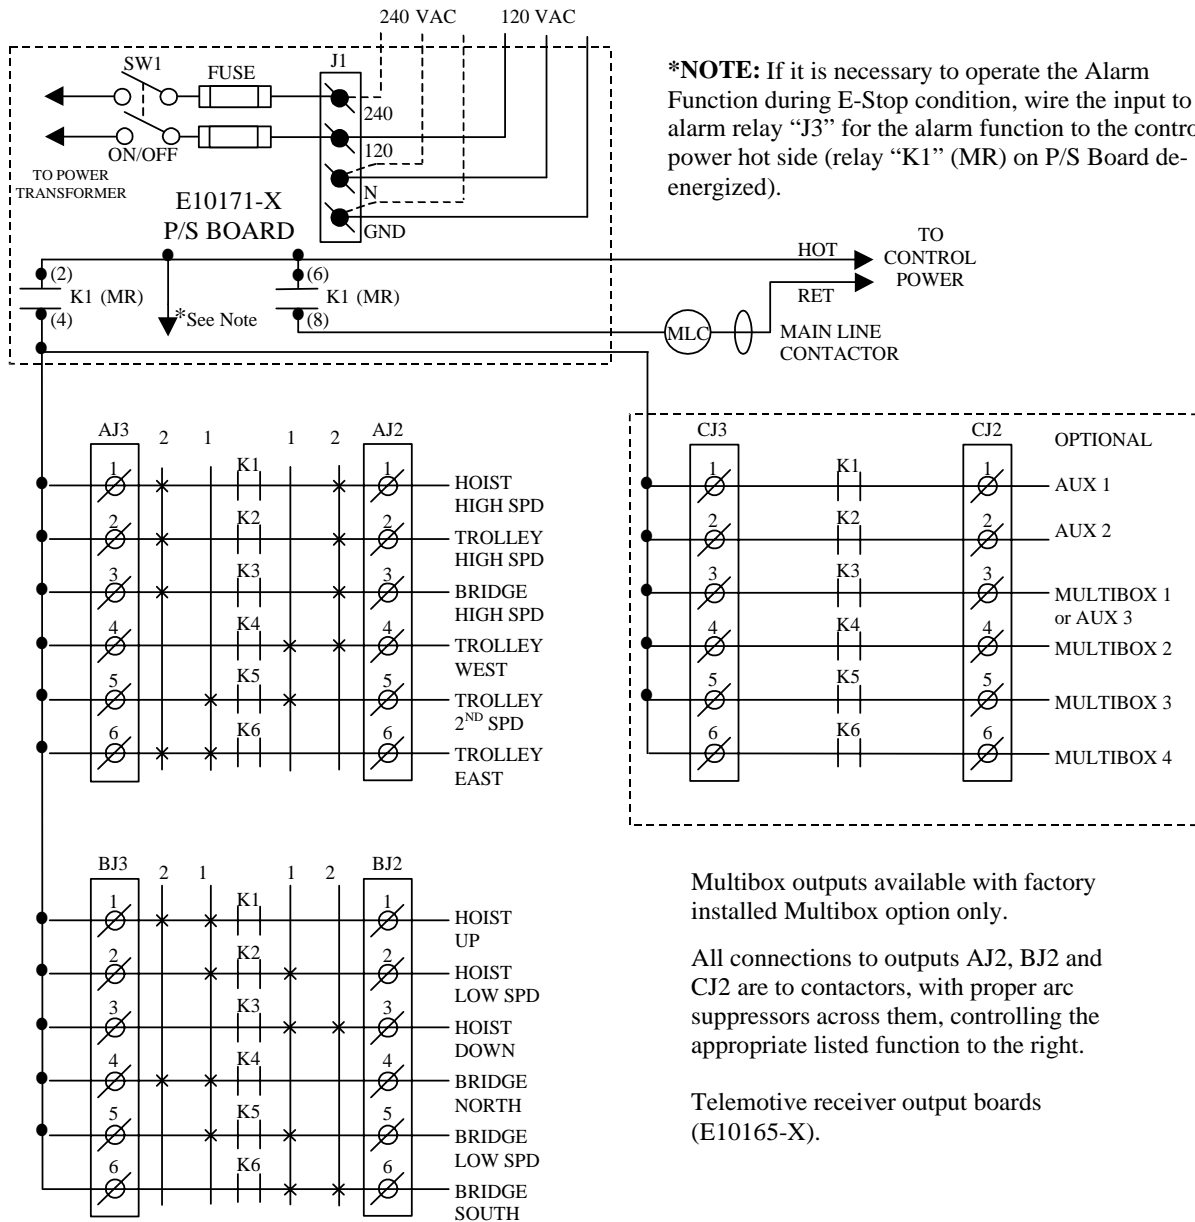 240 VAC 120 VAC
SW1
FUSE
J1
240
120
N
GND
ON/OFF
TO POWER
TRANSFORMER
E10171-X
P/S BOARD
*NOTE: If it is necessary to operate the Alarm
Function during E-Stop condition, wire the input to
alarm relay “J3” for the alarm function to the contro
power hot side (relay “K1” (MR) on P/S Board de-
energized).
(2)
K1 (MR)
(4)
*See Note
(6)
K1 (MR)
(8)
HOT
RET
TO
CONTROL
POWER
MLC
MAIN LINE
CONTACTOR
AJ3 2 1 1 2 AJ2
1 K1 1 HOIST
HIGH SPD
2 K2 2 TROLLEY
HIGH SPD
3 K3 3 BRIDGE
HIGH SPD
4 K4 4 TROLLEY
WEST
5 K5 5 TROLLEY
2ND SPD
6 K6 6 TROLLEY
EAST
CJ3 CJ2 OPTIONAL
1 K1 1 AUX 1
2 K2 2 AUX 2
3 K3 3 MULTIBOX 1
or AUX 3
4 K4 4 MULTIBOX 2
5 K5 5 MULTIBOX 3
6 K6 6 MULTIBOX 4
BJ3 2 1 1 2 BJ2
1 K1 1 HOIST
UP
2 K2 2 HOIST
LOW SPD
3 K3 3 HOIST
DOWN
4 K4 4 BRIDGE
NORTH
5 K5 5 BRIDGE
LOW SPD
6 K6 6 BRIDGE
SOUTH
Multibox outputs available with factory
installed Multibox option only.
All connections to outputs AJ2, BJ2 and
CJ2 are to contactors, with proper arc
suppressors across them, controlling the
appropriate listed function to the right.
Telemotive receiver output boards
(E10165-X).